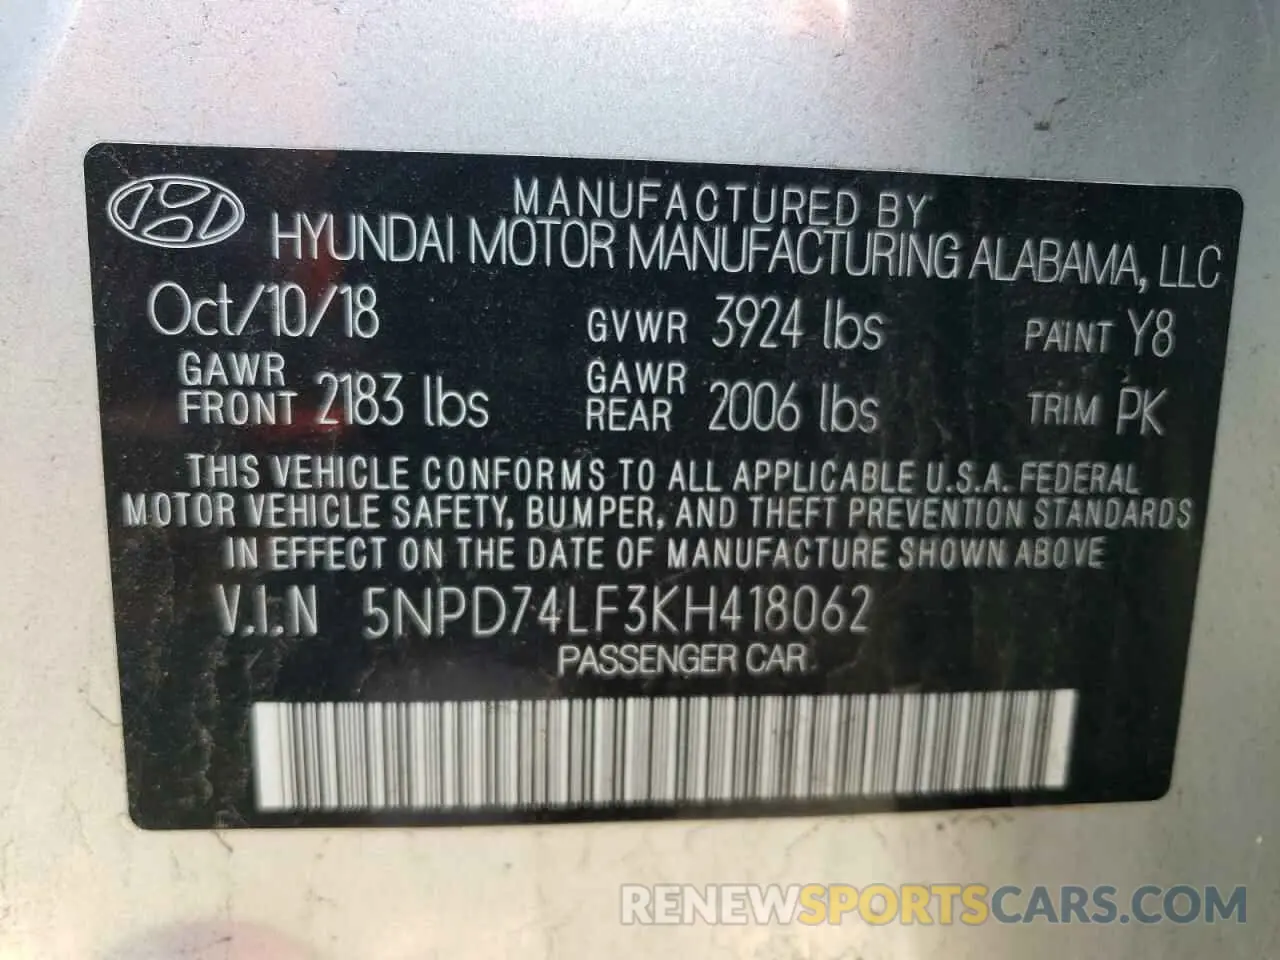 MANUFACTURED BY
HYUNDAI MOTOR MANUFACTURING ALABAMA, LLC
Oct/10/18 GVWR 3924 lbs PAINT Y8
GAWR FRONT 2183 lbs GAWR REAR 2006 lbs TRIM PK
THIS VEHICLE CONFORMS TO ALL APPLICABLE U.S.A. FEDERAL
MOTOR VEHICLE SAFETY, BUMPER, AND THEFT PREVENTION STANDARDS
IN EFFECT ON THE DATE OF MANUFACTURE SHOWN ABOVE
V.I.N 5NPD74LF3KH418062
PASSENGER CAR
RENEWSPORTSCARS.COM